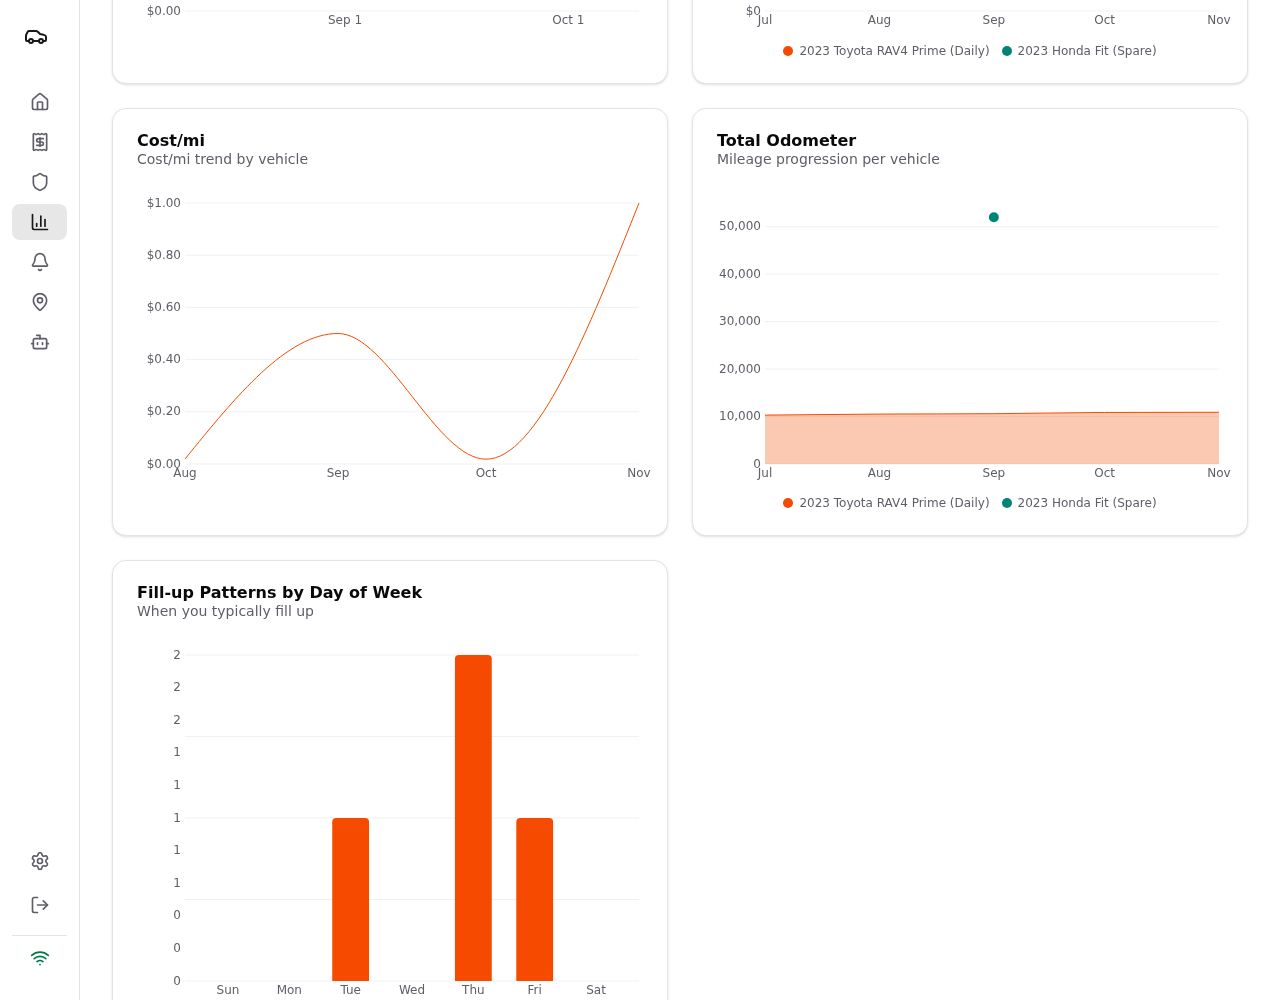 $0.00
Sep 1
Oct 1
$0
Jul
Aug
Sep
Oct
Nov
2023 Toyota RAV4 Prime (Daily)
2023 Honda Fit (Spare)
Cost/mi
Cost/mi trend by vehicle
$1.00
$0.80
$0.60
$0.40
$0.20
$0.00
Aug
Sep
Oct
Nov
Total Odometer
Mileage progression per vehicle
50,000
40,000
30,000
20,000
10,000
0
Jul
Aug
Sep
Oct
Nov
2023 Toyota RAV4 Prime (Daily)
2023 Honda Fit (Spare)
Fill-up Patterns by Day of Week
When you typically fill up
2
2
2
1
1
1
1
1
0
0
0
Sun
Mon
Tue
Wed
Thu
Fri
Sat